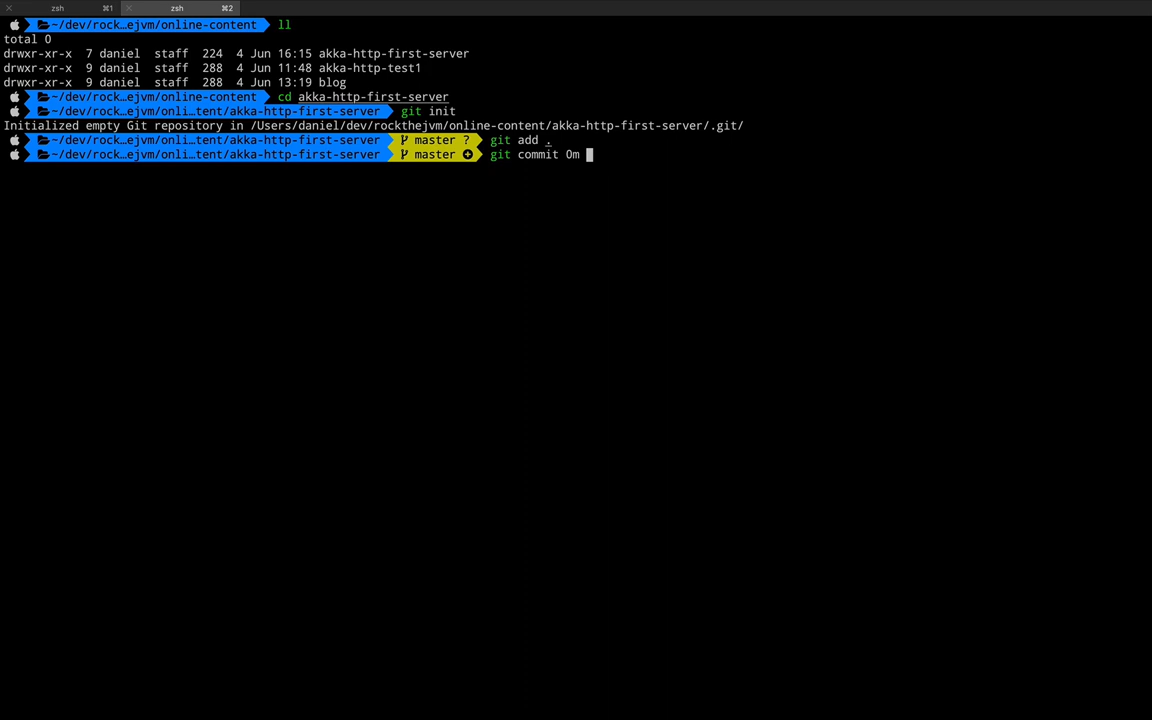 zsh ⌘1 zsh ⌘2
~/dev/rock…ejvm/online-content ll
total 0
drwxr-xr-x 7 daniel staff 224 4 Jun 16:15 akka-http-first-server
drwxr-xr-x 9 daniel staff 288 4 Jun 11:48 akka-http-test1
drwxr-xr-x 9 daniel staff 288 4 Jun 13:19 blog
~/dev/rock…ejvm/online-content cd akka-http-first-server
~/dev/rock…ejvm/onli…tent/akka-http-first-server git init
Initialized empty Git repository in /Users/daniel/dev/rockthejvm/online-content/akka-http-first-server/.git/
~/dev/rock…ejvm/onli…tent/akka-http-first-server master ? git add .
~/dev/rock…ejvm/onli…tent/akka-http-first-server master git commit 0m